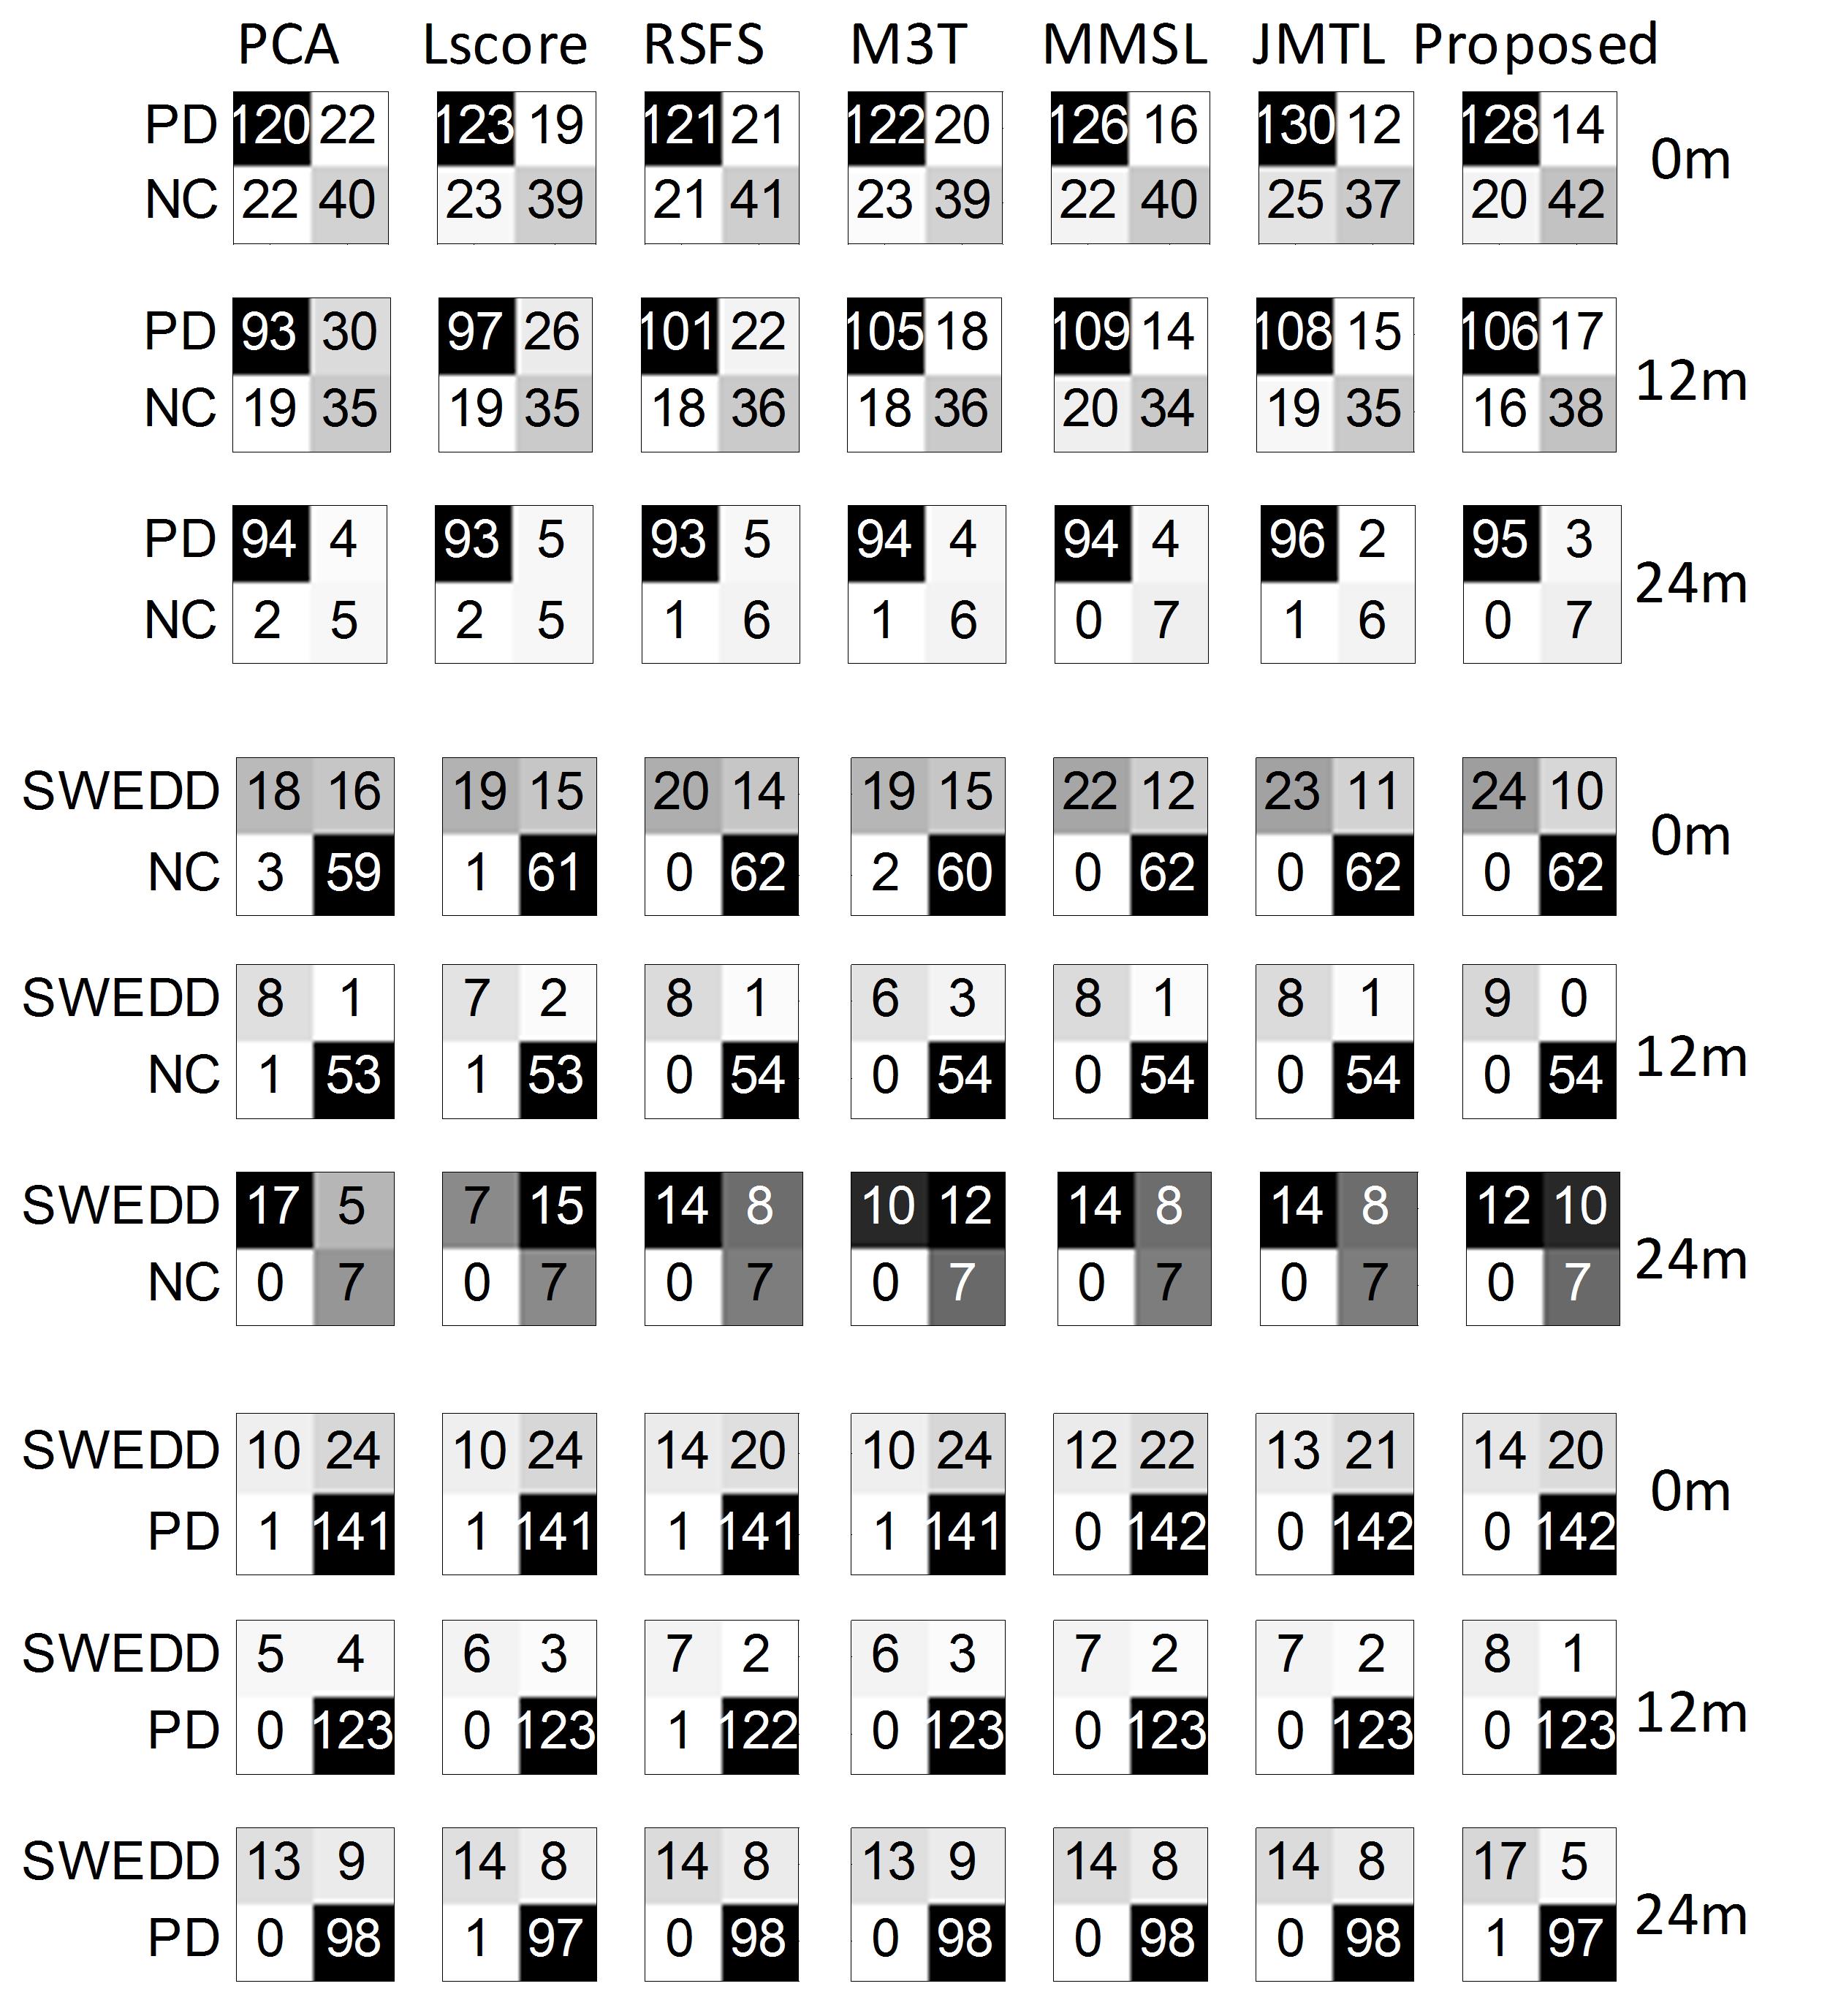 PCA Lscore RSFS M3T MMSL JMTL Proposed
PD 120 22 123 19 121 21 122 20 126 16 130 12 128 14
0m
NC 22 40 23 39 21 41 23 39 22 40 25 37 20 42
PD 93 30 97 26 101 22 105 18 109 14 108 15 106 17
12m
NC 19 35 19 35 18 36 18 36 20 34 19 35 16 38
PD 94 4 93 5 93 5 94 4 94 4 96 2 95 3
24m
NC 2 5 2 5 1 6 1 6 0 7 1 6 0 7
SWEDD 18 16 19 15 20 14 19 15 22 12 23 11 24 10
0m
NC 3 59 1 61 0 62 2 60 0 62 0 62 0 62
SWEDD 8 1 7 2 8 1 6 3 8 1 8 1 9 0
12m
NC 1 53 1 53 0 54 0 54 0 54 0 54 0 54
SWEDD 17 5 7 15 14 8 10 12 14 8 14 8 12 10
24m
NC 0 7 0 7 0 7 0 7 0 7 0 7 0 7
SWEDD 10 24 10 24 14 20 10 24 12 22 13 21 14 20
0m
PD 1 141 1 141 1 141 1 141 0 142 0 142 0 142
SWEDD 5 4 6 3 7 2 6 3 7 2 7 2 8 1
12m
PD 0 123 0 123 1 122 0 123 0 123 0 123 0 123
SWEDD 13 9 14 8 14 8 13 9 14 8 14 8 17 5
24m
PD 0 98 1 97 0 98 0 98 0 98 0 98 1 97